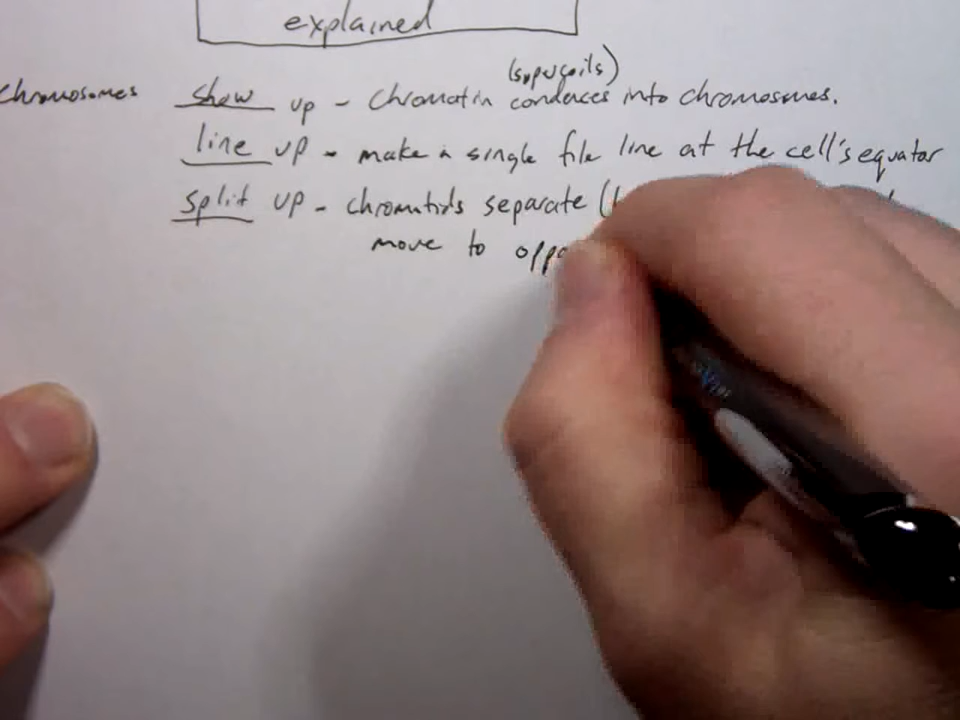 explained
(supercoils)
Chromosomes show up - Chromatin condences into chromosomes.
line up - make a single file line at the cell's equator
split up - chromatids separate (
move to